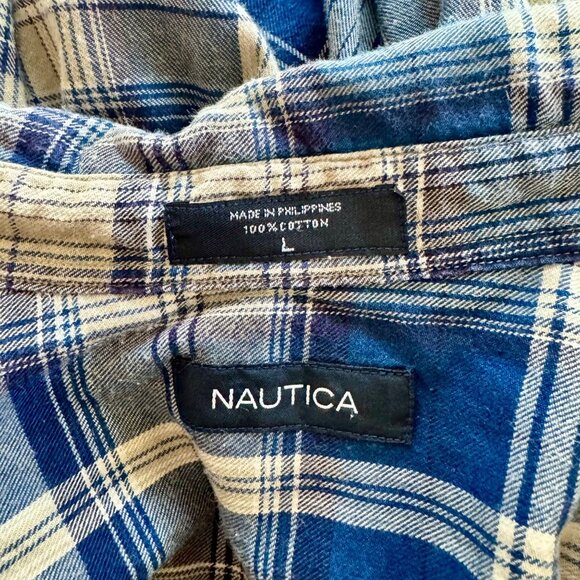 MADE IN PHILIPPINES
100% COTTON
L
NAUTICA